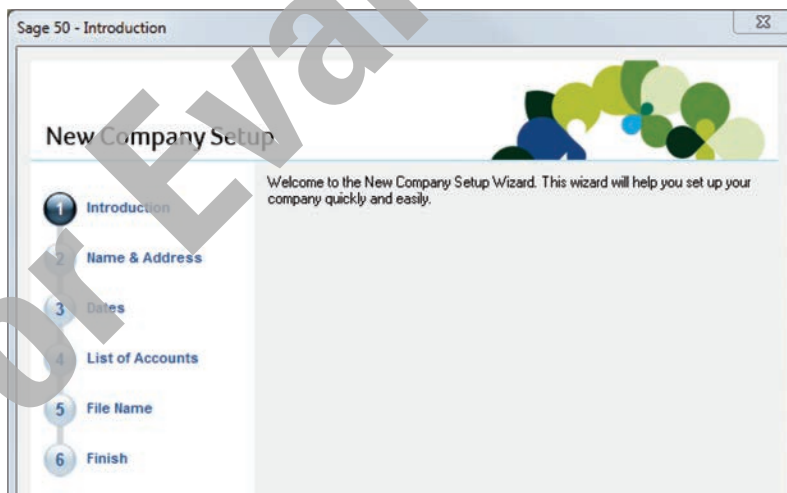 Sage 50 - Introduction
New Company Setup
Welcome to the New Company Setup Wizard. This wizard will help you set up your
company quickly and easily.
1 Introduction
2 Name & Address
3 Dates
4 List of Accounts
5 File Name
6 Finish